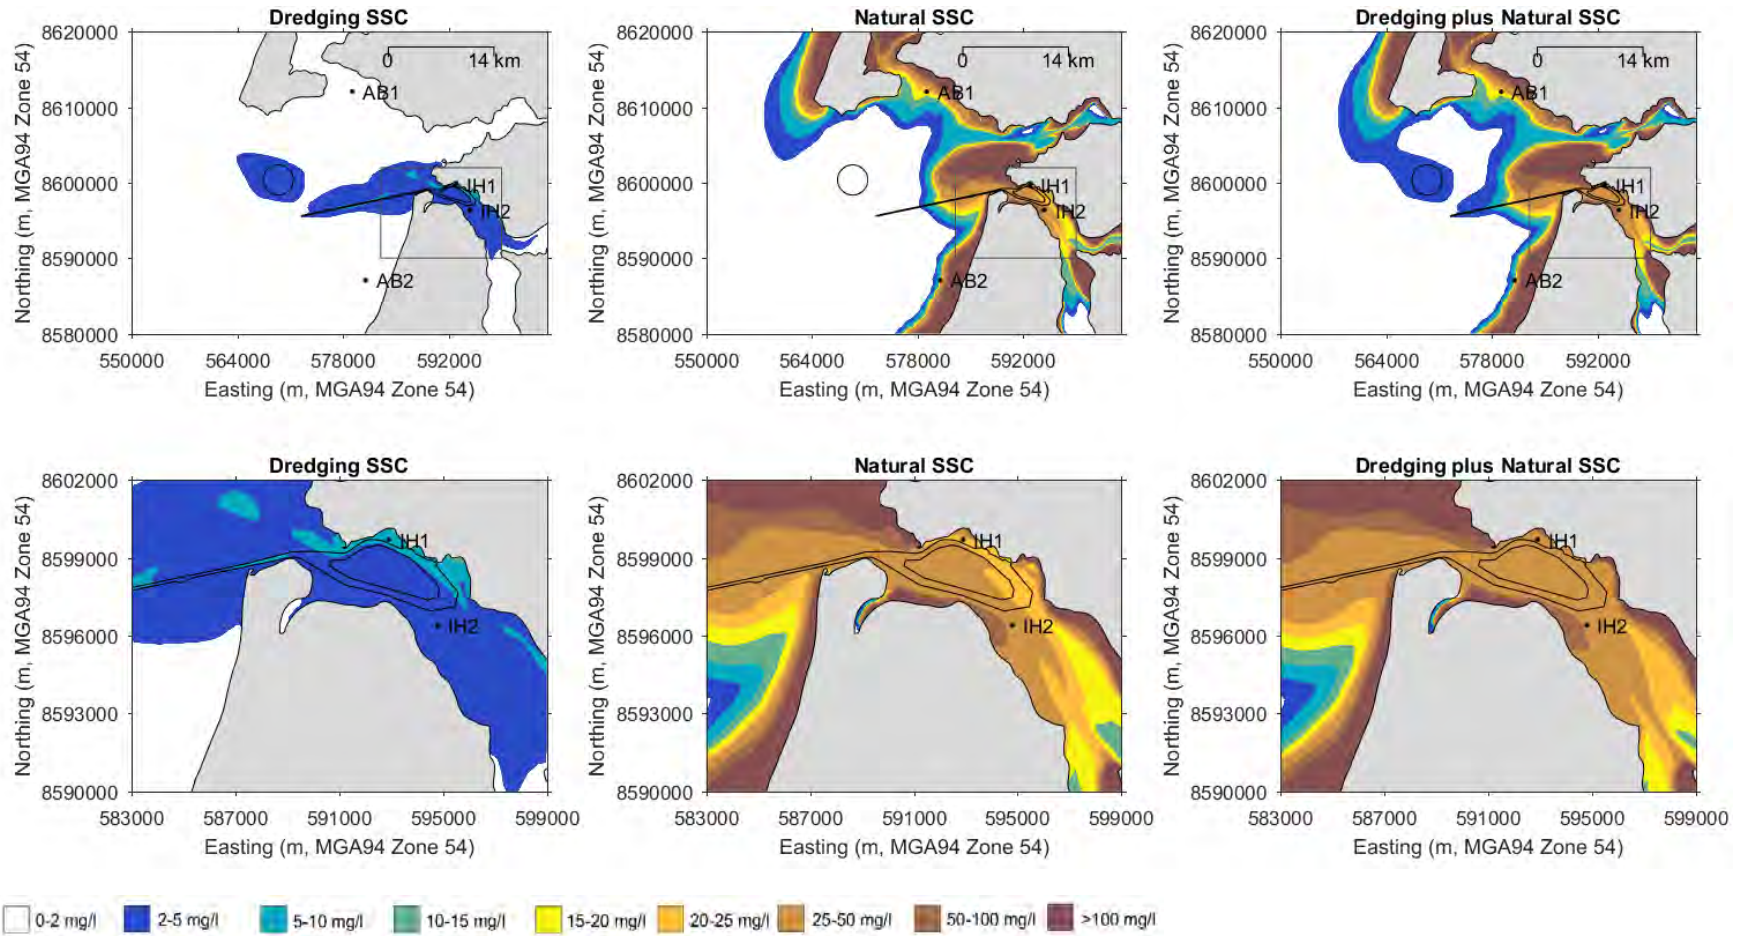 Dredging SSC
Natural SSC
Dredging plus Natural SSC
8620000
8610000
8600000
8590000
8580000
Northing (m, MGA94 Zone 54)
0 14 km
AB1
IH1
IH2
AB2
550000 564000 578000 592000
Easting (m, MGA94 Zone 54)
8620000
8610000
8600000
8590000
8580000
Northing (m, MGA94 Zone 54)
0 14 km
AB1
IH1
IH2
AB2
550000 564000 578000 592000
Easting (m, MGA94 Zone 54)
8620000
8610000
8600000
8590000
8580000
Northing (m, MGA94 Zone 54)
0 14 km
AB1
IH1
IH2
AB2
550000 564000 578000 592000
Easting (m, MGA94 Zone 54)
Dredging SSC
Natural SSC
Dredging plus Natural SSC
8602000
8599000
8596000
8593000
8590000
Northing (m, MGA94 Zone 54)
IH1
IH2
583000 587000 591000 595000 599000
Easting (m, MGA94 Zone 54)
8602000
8599000
8596000
8593000
8590000
Northing (m, MGA94 Zone 54)
IH1
IH2
583000 587000 591000 595000 599000
Easting (m, MGA94 Zone 54)
8602000
8599000
8596000
8593000
8590000
Northing (m, MGA94 Zone 54)
IH1
IH2
583000 587000 591000 595000 599000
Easting (m, MGA94 Zone 54)
0-2 mg/l 2-5 mg/l 5-10 mg/l 10-15 mg/l 15-20 mg/l 20-25 mg/l 25-50 mg/l 50-100 mg/l >100 mg/l